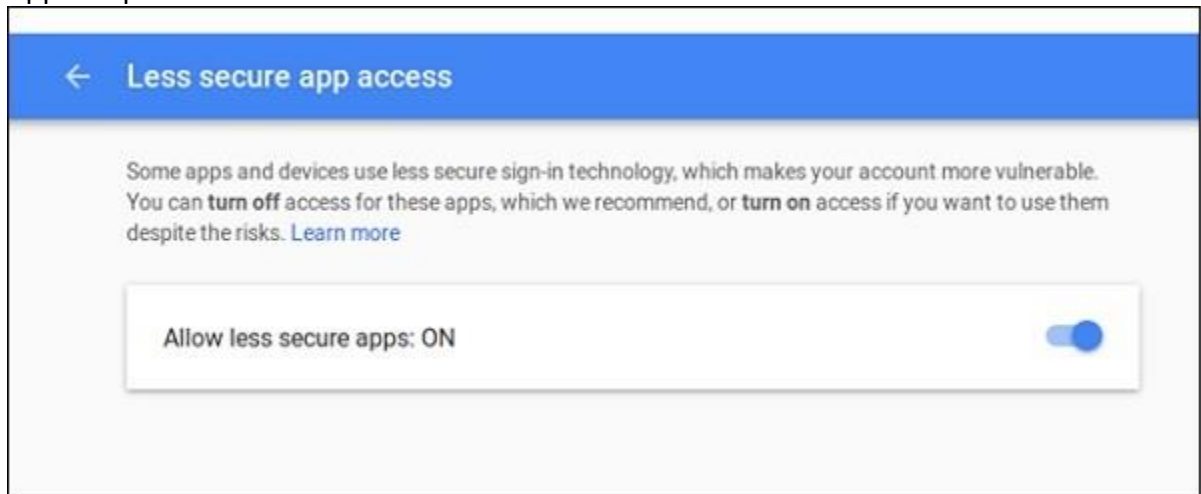 Less secure app access
Some apps and devices use less secure sign-in technology, which makes your account more vulnerable.
You can turn off access for these apps, which we recommend, or turn on access if you want to use them
despite the risks. Learn more
Allow less secure apps: ON